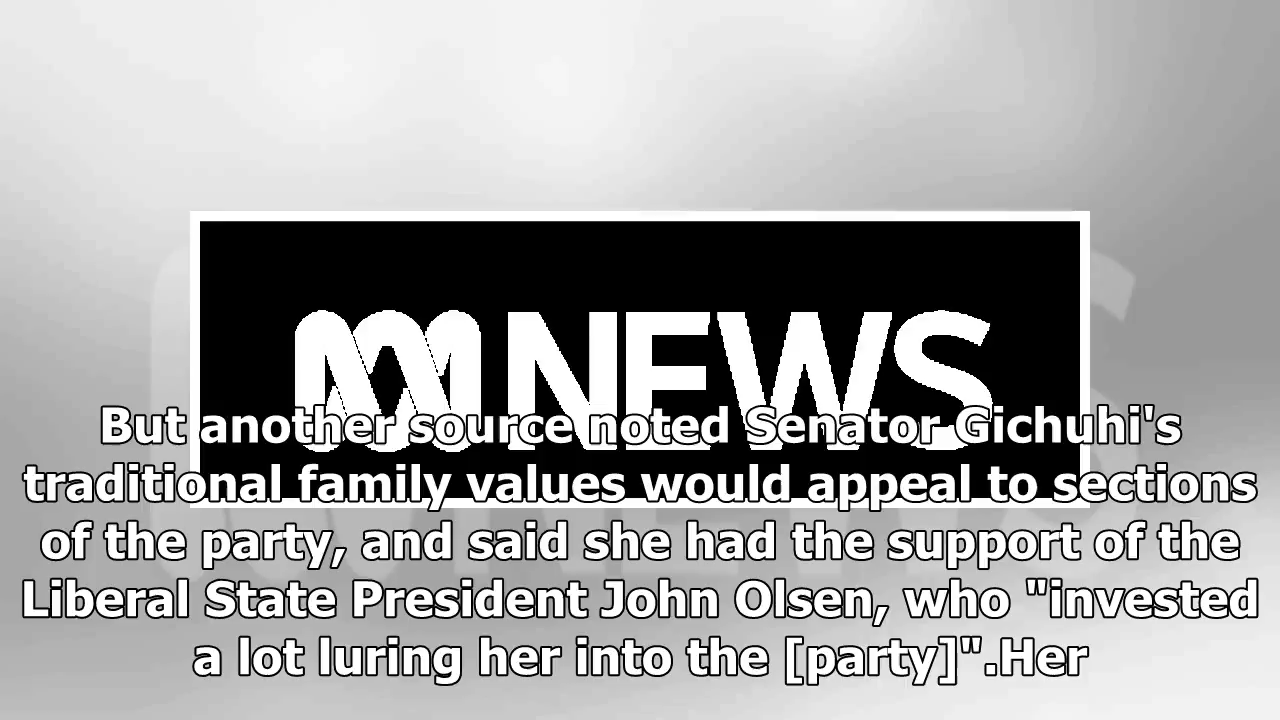 NEWS
But another source noted Senator Gichuhi's
traditional family values would appeal to sections
of the party, and said she had the support of the
Liberal State President John Olsen, who "invested
a lot luring her into the [party]".Her